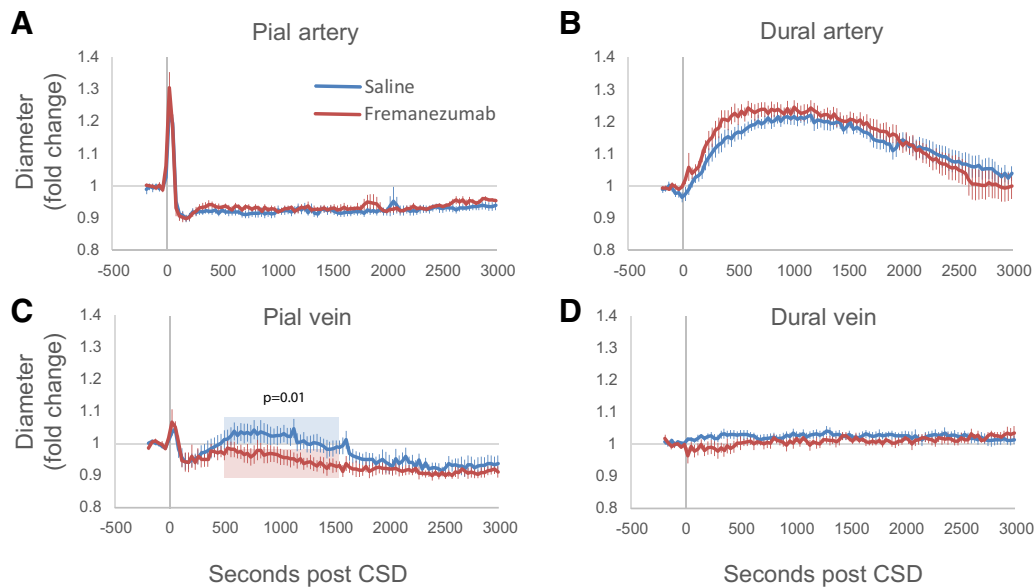 A
Pial artery
Diameter
(fold change)
1.4
1.3
1.2
1.1
1
0.9
0.8
Saline
Fremanezumab
-500 0 500 1000 1500 2000 2500 3000
B
Dural artery
1.4
1.3
1.2
1.1
1
0.9
0.8
-500 0 500 1000 1500 2000 2500 3000
C
Pial vein
Diameter
(fold change)
1.4
1.3
1.2
1.1
1
0.9
0.8
p=0.01
-500 0 500 1000 1500 2000 2500 3000
Seconds post CSD
D
Dural vein
1.4
1.3
1.2
1.1
1
0.9
0.8
-500 0 500 1000 1500 2000 2500 3000
Seconds post CSD